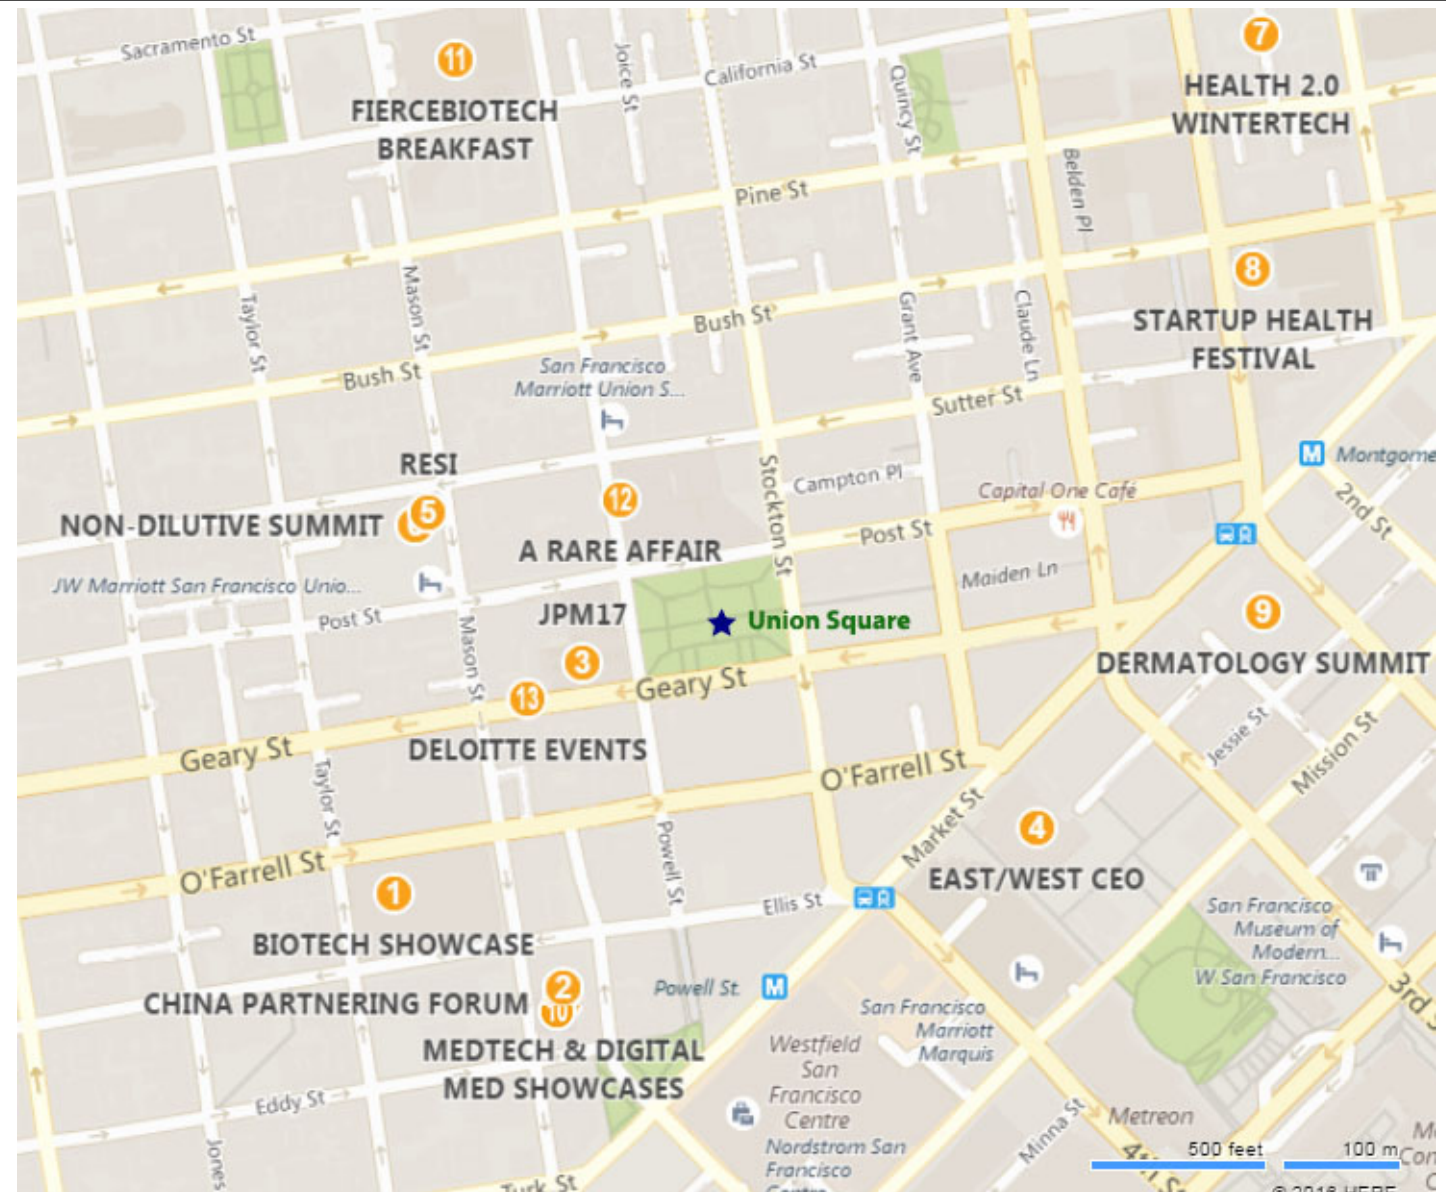 Sacramento St
11
FIERCEBIOTECH
BREAKFAST
Joice St
California St
Quincy St
7
HEALTH 2.0
WINTERTECH
Belden Pl
Pine St
8
STARTUP HEALTH
FESTIVAL
Taylor St
Mason St
Bush St
Bush St
Grant Ave
Claude Ln
San Francisco
Marriott Union S...
Sutter St
M
Montgome
2nd St
RESI
5
NON-DILUTIVE SUMMIT
12
A RARE AFFAIR
Stockton St
Campton Pl
Capital One Café
Post St
Maiden Ln
JW Marriott San Francisco Unio...
Post St
Mason St
JPM17
3
13
DELOITTE EVENTS
Union Square
Geary St
9
DERMATOLOGY SUMMIT
Jessie St
Mission St
Geary St
Taylor St
O'Farrell St
Market St
4
EAST/WEST CEO
O'Farrell St
Powell St
Ellis St
1
BIOTECH SHOWCASE
2
10
CHINA PARTNERING FORUM
MEDTECH & DIGITAL
MED SHOWCASES
Powell St.
M
San Francisco
Museum of
Modern...
W San Francisco
3rd S
San Francisco
Marriott
Marquis
Westfield
San
Francisco
Centre
Nordstrom San
Francisco
Centre
Eddy St
Jones
Turk St
Minna St
Metreon
4th St
500 feet
100 m
Con
© 2016 HERE